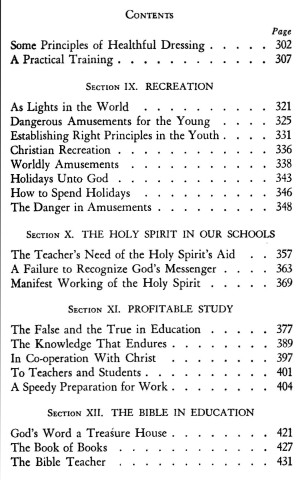 CONTENTS
Page
Some Principles of Healthful Dressing . . . . . 302
A Practical Training . . . . . . . . . . . 307
SECTION IX. RECREATION
As Lights in the World . . . . . . . . . 321
Dangerous Amusements for the Young . . . . . 325
Establishing Right Principles in the Youth . . . . 331
Christian Recreation . . . . . . . . . . 336
Worldly Amusements . . . . . . . . . . 338
Holidays Unto God . . . . . . . . . . 343
How to Spend Holidays . . . . . . . . . 346
The Danger in Amusements . . . . . . . . 348
SECTION X. THE HOLY SPIRIT IN OUR SCHOOLS
The Teacher's Need of the Holy Spirit's Aid . . 357
A Failure to Recognize God's Messenger . . . . 363
Manifest Working of the Holy Spirit . . . . . 369
SECTION XI. PROFITABLE STUDY
The False and the True in Education . . . . . 377
The Knowledge That Endures . . . . . . . 389
In Co-operation With Christ . . . . . . . 397
To Teachers and Students . . . . . . . . . 401
A Speedy Preparation for Work . . . . . . . 404
SECTION XII. THE BIBLE IN EDUCATION
God's Word a Treasure House . . . . . . . 421
The Book of Books . . . . . . . . . . 427
The Bible Teacher . . . . . . . . . . 431